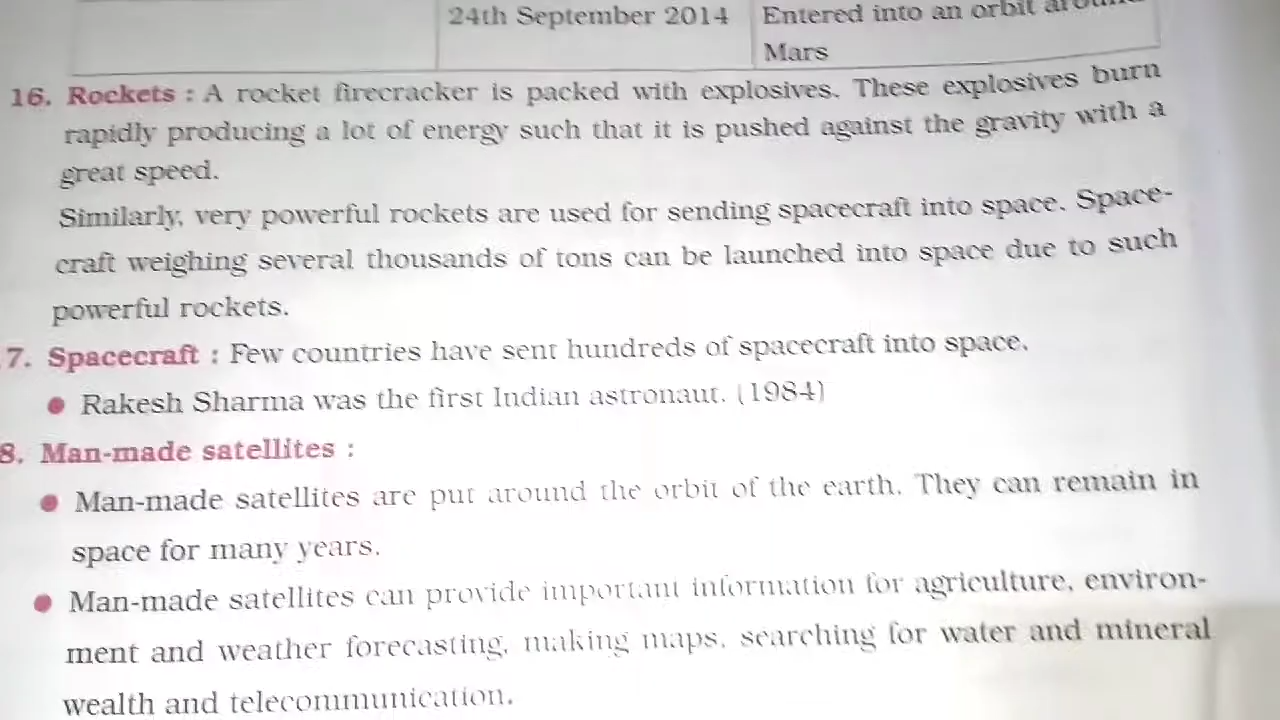 24th September 2014 Entered into an orbit around
Mars
16. Rockets : A rocket firecracker is packed with explosives. These explosives burn
rapidly producing a lot of energy such that it is pushed against the gravity with a
great speed.
Similarly, very powerful rockets are used for sending spacecraft into space. Space-
craft weighing several thousands of tons can be launched into space due to such
powerful rockets.
7. Spacecraft : Few countries have sent hundreds of spacecraft into space.
● Rakesh Sharma was the first Indian astronaut. (1984)
8. Man-made satellites :
● Man-made satellites are put around the orbit of the earth. They can remain in
space for many years.
● Man-made satellites can provide important information for agriculture, environ-
ment and weather forecasting, making maps, searching for water and mineral
wealth and telecommunication.